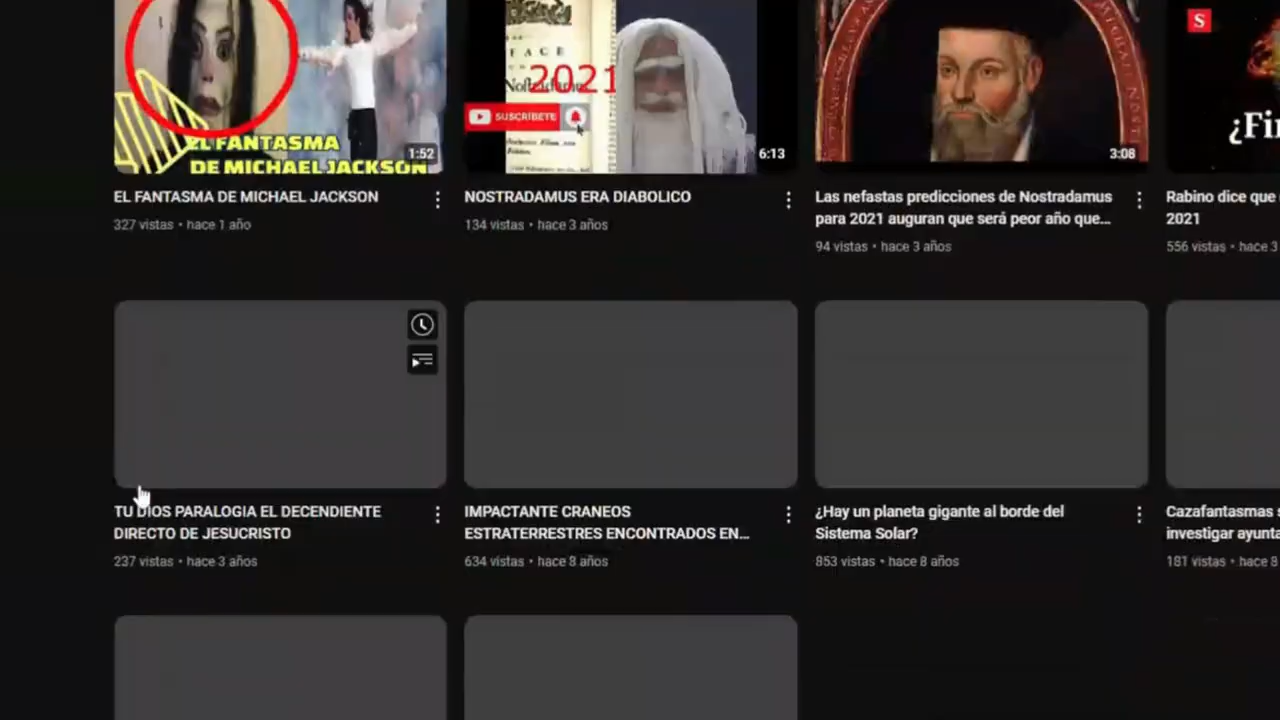 EL FANTASMA
DE MICHAEL JACKSON
1:52
FACE
Nostradamus
2021
SUSCRÍBETE
6:13
3:08
S
¿Fi
EL FANTASMA DE MICHAEL JACKSON
327 vistas • hace 1 año
NOSTRADAMUS ERA DIABOLICO
134 vistas • hace 3 años
Las nefastas predicciones de Nostradamus
para 2021 auguran que será peor año que...
94 vistas • hace 3 años
Rabino dice que
2021
556 vistas • hace 3
TU DIOS PARALOGIA EL DECENDIENTE
DIRECTO DE JESUCRISTO
237 vistas • hace 3 años
IMPACTANTE CRANEOS
ESTRATERRESTRES ENCONTRADOS EN...
634 vistas • hace 8 años
¿Hay un planeta gigante al borde del
Sistema Solar?
853 vistas • hace 8 años
Cazafantasmas s
investigar ayunta
181 vistas • hace 8